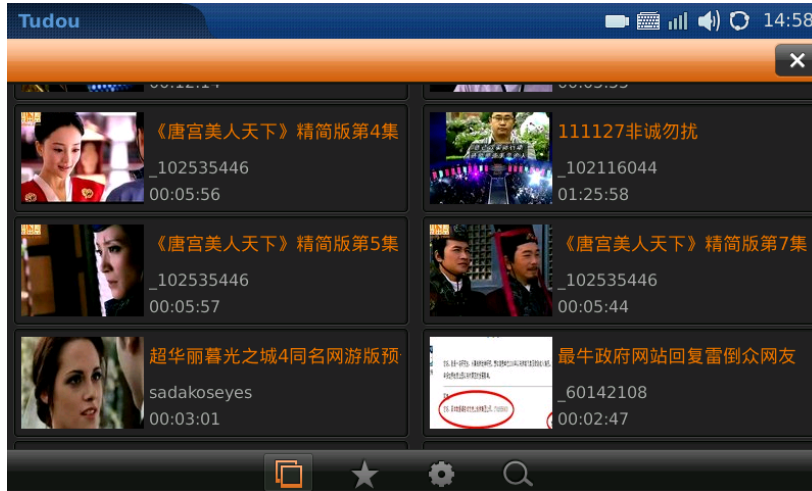 Tudou
14:58
《唐宫美人天下》精简版第4集
_102535446
00:05:56
111127非诚勿扰
_102116044
01:25:58
《唐宫美人天下》精简版第5集
_102535446
00:05:57
《唐宫美人天下》精简版第7集
_102535446
00:05:44
超华丽暮光之城4同名网游版预
sadakoseyes
00:03:01
最牛政府网站回复雷倒众网友
_60142108
00:02:47